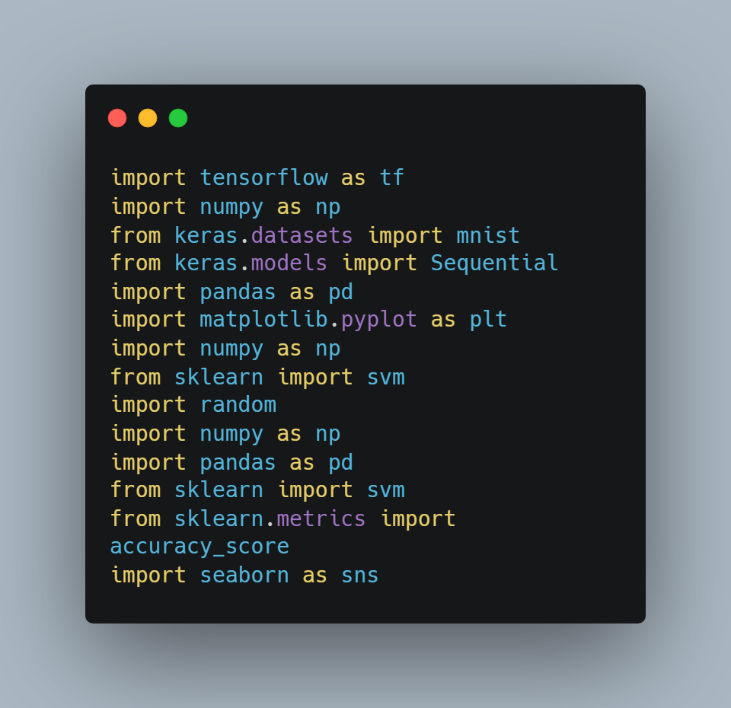 import tensorflow as tf
import numpy as np
from keras.datasets import mnist
from keras.models import Sequential
import pandas as pd
import matplotlib.pyplot as plt
import numpy as np
from sklearn import svm
import random
import numpy as np
import pandas as pd
from sklearn import svm
from sklearn.metrics import
accuracy_score
import seaborn as sns